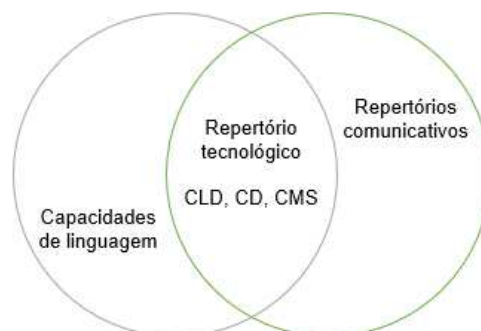 Repertórios
comunicativos
Repertório
tecnológico
CLD, CD, CMS
Capacidades
de linguagem